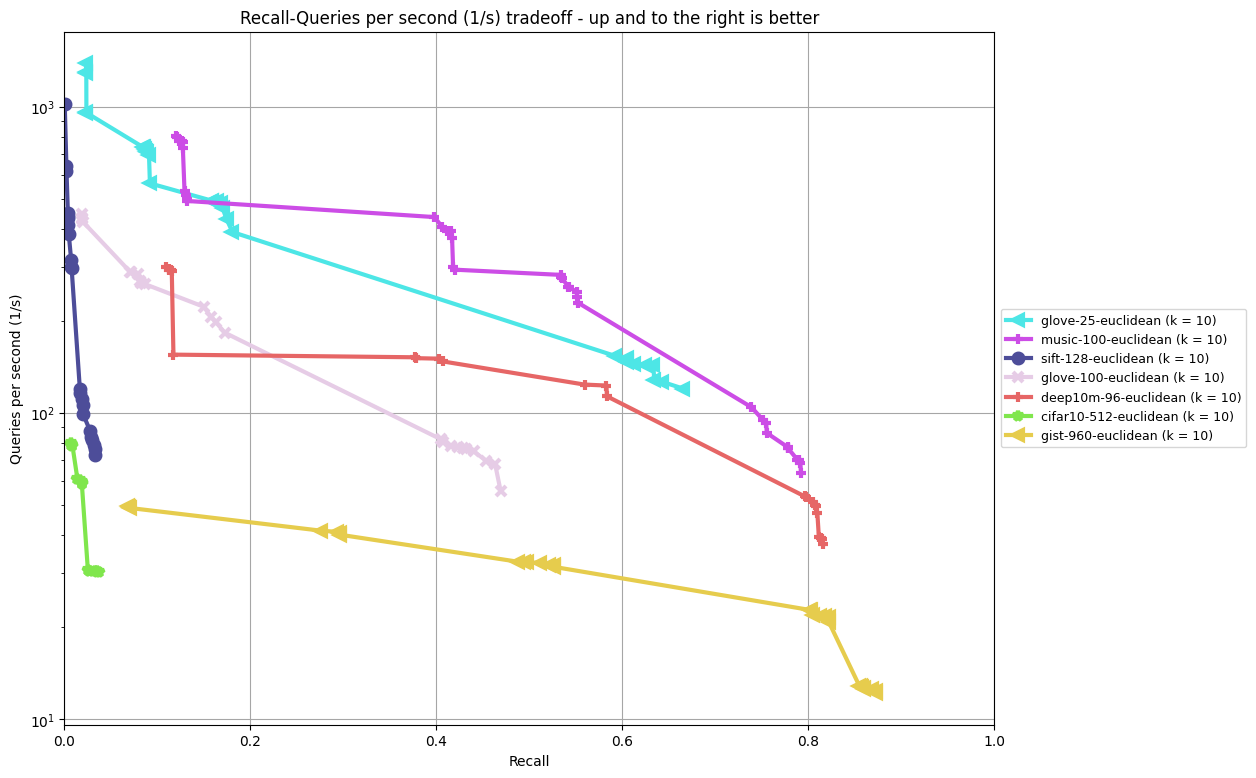 Recall-Queries per second (1/s) tradeoff - up and to the right is better
Queries per second (1/s)
10³
10²
10¹
0.0 0.2 0.4 0.6 0.8 1.0
Recall
glove-25-euclidean (k = 10)
music-100-euclidean (k = 10)
sift-128-euclidean (k = 10)
glove-100-euclidean (k = 10)
deep10m-96-euclidean (k = 10)
cifar10-512-euclidean (k = 10)
gist-960-euclidean (k = 10)